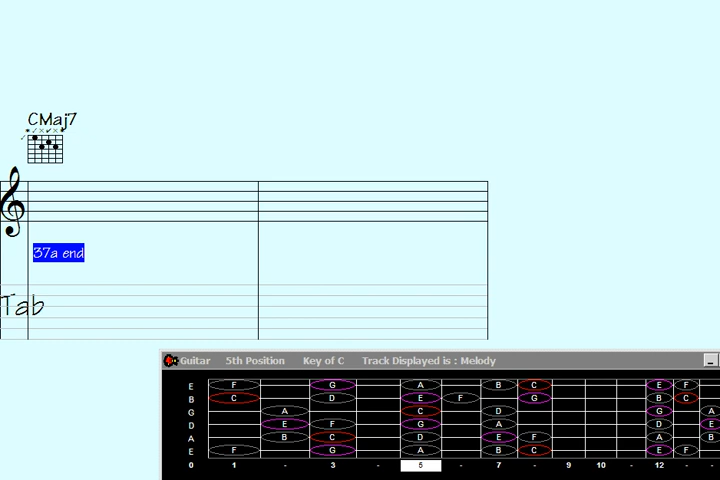 CMaj7
37a end
Tab
Guitar 5th Position Key of C Track Displayed is : Melody
E F G A B C E F
B C D E F G B C
G A C D G A
D E F G A D E
A B C D E F A B
E F G A B C E F
0 1 - 3 - 5 - 7 - 9 10 - 12 - -